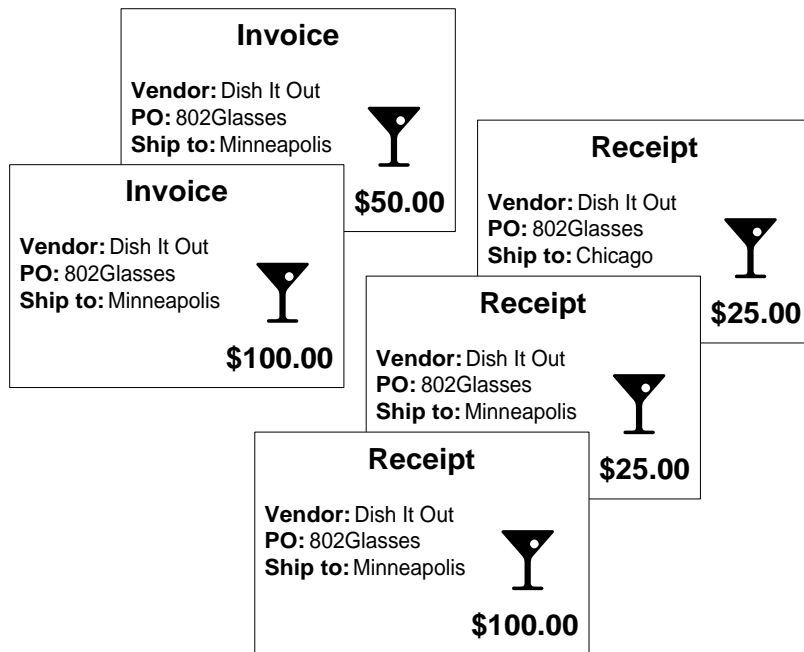 Invoice
Vendor: Dish It Out
PO: 802Glasses
Ship to: Minneapolis
$50.00
Invoice
Vendor: Dish It Out
PO: 802Glasses
Ship to: Minneapolis
$100.00
Receipt
Vendor: Dish It Out
PO: 802Glasses
Ship to: Chicago
$25.00
Receipt
Vendor: Dish It Out
PO: 802Glasses
Ship to: Minneapolis
$25.00
Receipt
Vendor: Dish It Out
PO: 802Glasses
Ship to: Minneapolis
$100.00